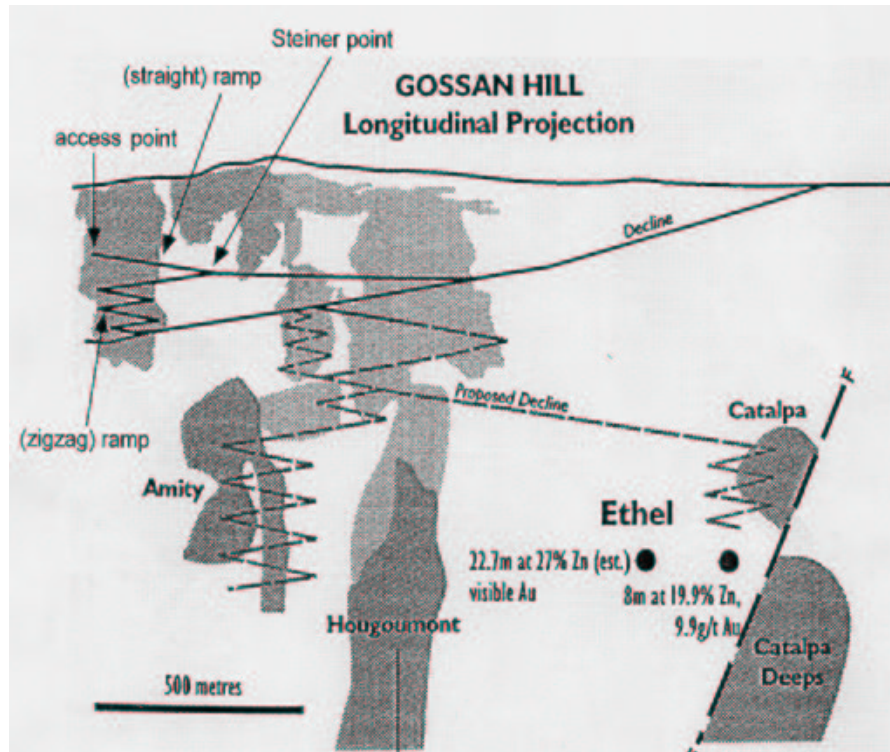 Steiner point
(straight) ramp
GOSSAN HILL
Longitudinal Projection
access point
Decline
Proposed Decline
F
Catalpa
(zigzag) ramp
Amity
Ethel
22.7m at 27% Zn (est.)
visible Au
8m at 19.9% Zn,
9.9g/t Au
Hougoumont
Catalpa
Deeps
500 metres